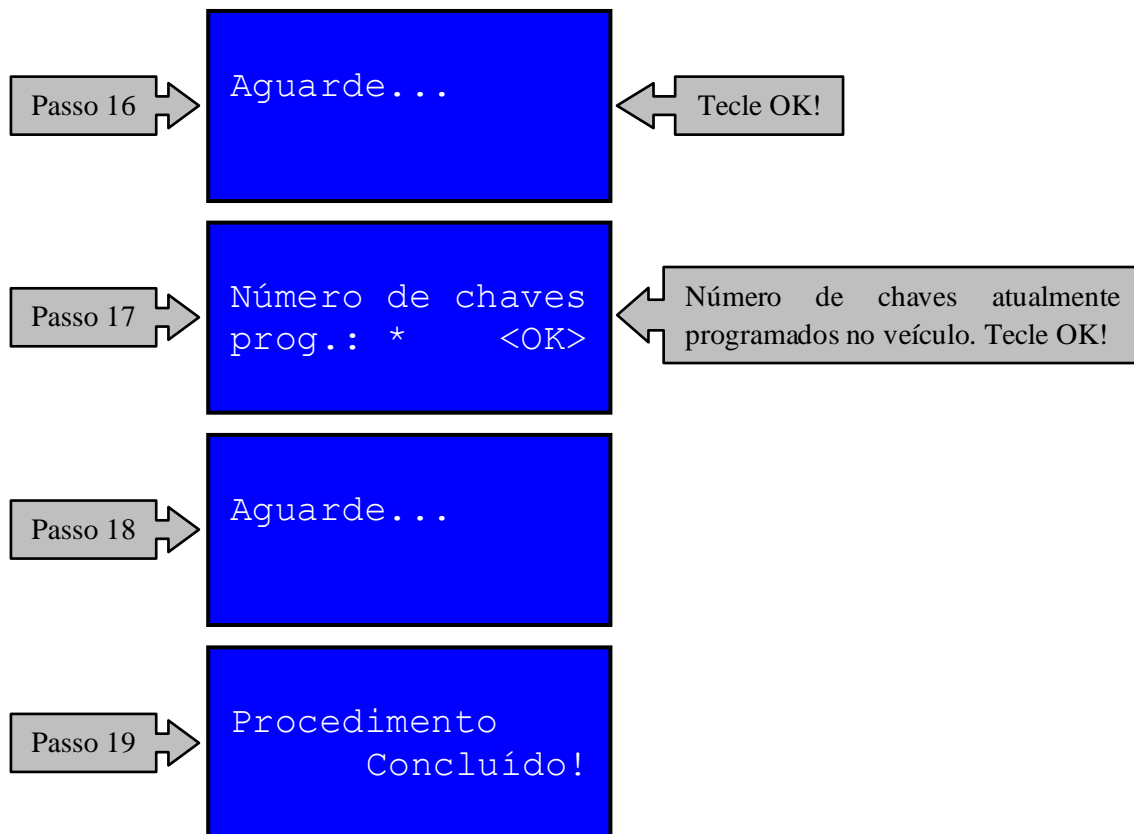 Passo 16
Aguarde...
Tecle OK!
Passo 17
Número de chaves
prog.: * <OK>
Número de chaves atualmente
programados no veículo. Tecle OK!
Passo 18
Aguarde...
Passo 19
Procedimento
Concluído!